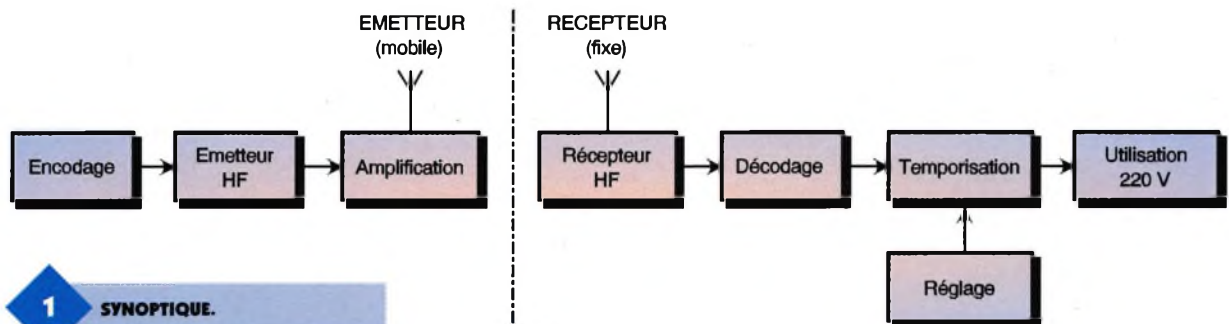 EMETTEUR
(mobile)
RECEPTEUR
(fixe)
Encodage
Emetteur
HF
Amplification
Récepteur
HF
Décodage
Temporisation
Utilisation
220 V
Réglage
1 SYNOPTIQUE.